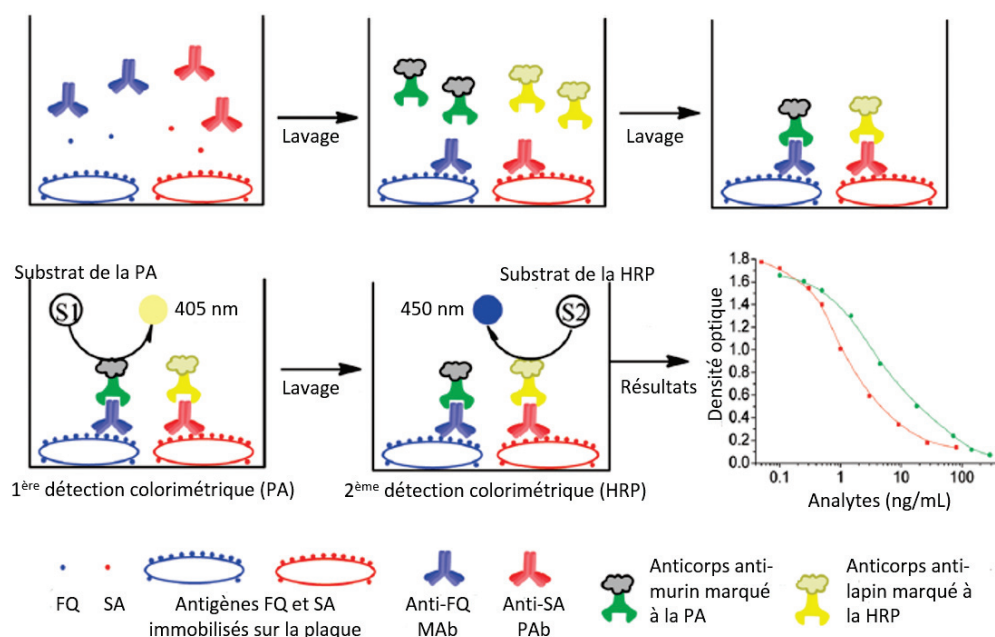 Lavage
Lavage
Substrat de la PA
S1
405 nm
1ère détection colorimétrique (PA)
Lavage
Substrat de la HRP
450 nm
S2
2ème détection colorimétrique (HRP)
Résultats
Densité optique
1.8
1.6
1.4
1.2
1.0
0.8
0.6
0.4
0.2
0.0
0.1
1
10
100
Analytes (ng/mL)
FQ
SA
Antigènes FQ et SA
immobilisés sur la plaque
Anti-FQ
MAb
Anti-SA
PAb
Anticorps anti-
murin marqué
à la PA
Anticorps anti-
lapin marqué à
la HRP